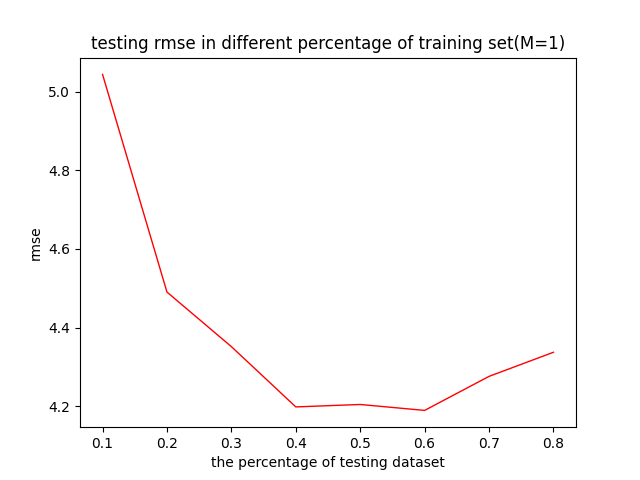 testing rmse in different percentage of training set(M=1)
rmse
5.0
4.8
4.6
4.4
4.2
0.1 0.2 0.3 0.4 0.5 0.6 0.7 0.8
the percentage of testing dataset